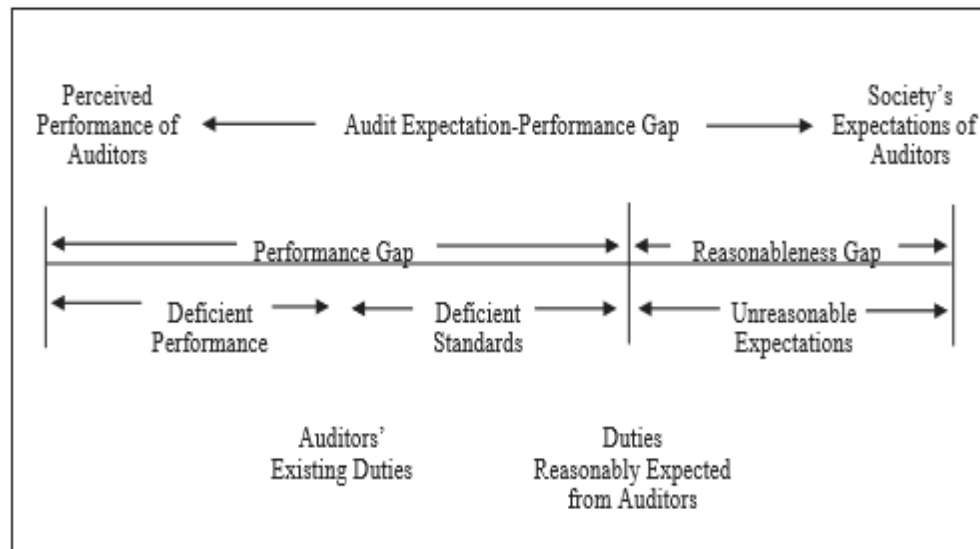 Perceived
Performance of
Auditors
Audit Expectation-Performance Gap
Society's
Expectations of
Auditors
Performance Gap
Reasonableness Gap
Deficient
Performance
Deficient
Standards
Unreasonable
Expectations
Auditors'
Existing Duties
Duties
Reasonably Expected
from Auditors